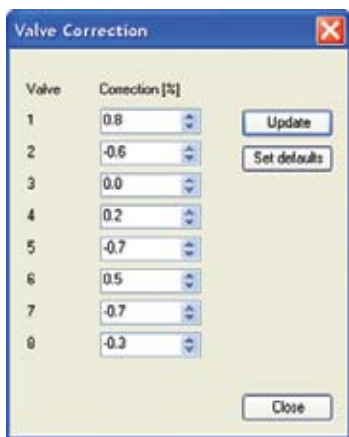 Valve Correction
Valve Correction [%]
1 0.8 Update
2 -0.6 Set defaults
3 0.0
4 0.2
5 -0.7
6 0.5
7 -0.7
8 -0.3
Close